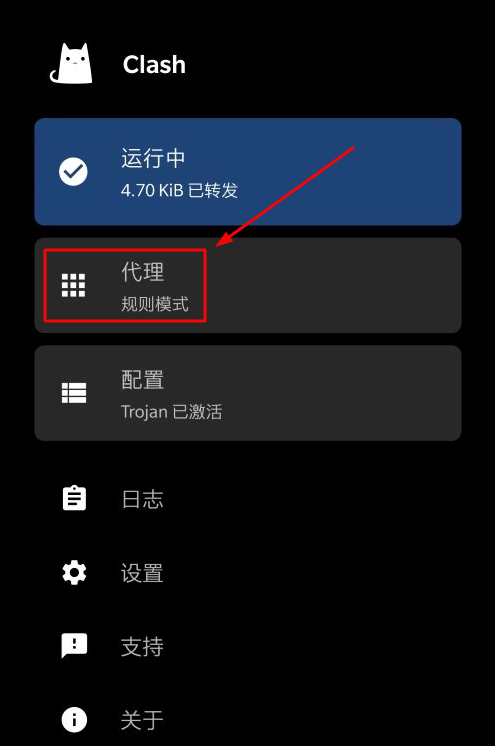 Clash
运行中
4.70 KiB 已转发
代理
规则模式
配置
Trojan 已激活
日志
设置
支持
关于